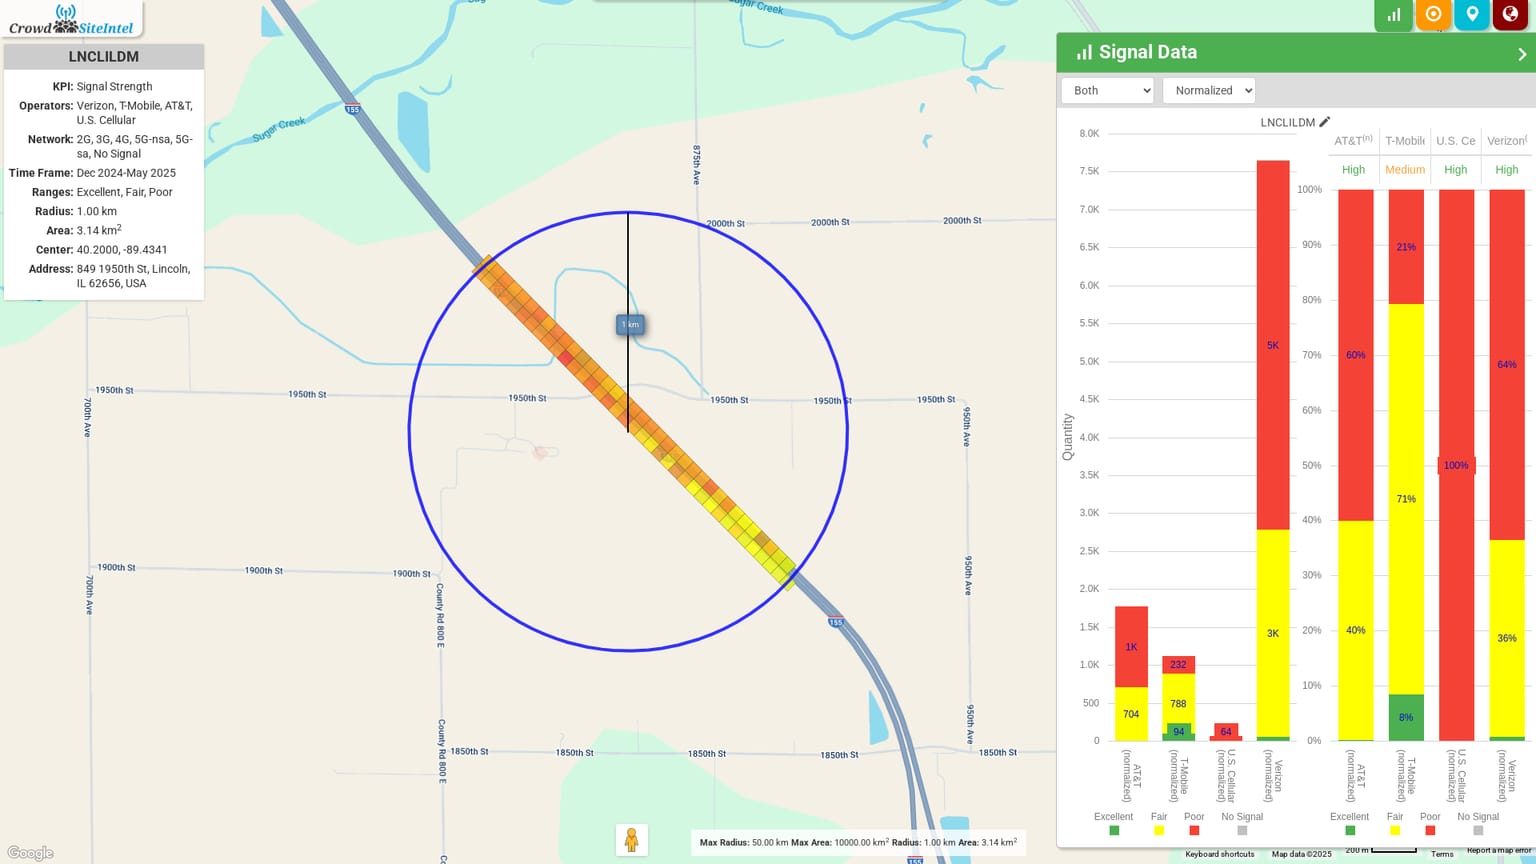 Crowd SiteIntel
LNCLILDM
KPI: Signal Strength
Operators: Verizon, T-Mobile, AT&T,
U.S. Cellular
Network: 2G, 3G, 4G, 5G-nsa, 5G-
sa, No Signal
Time Frame: Dec 2024-May 2025
Ranges: Excellent, Fair, Poor
Radius: 1.00 km
Area: 3.14 km2
Center: 40.2000, -89.4341
Address: 849 1950th St, Lincoln,
IL 62656, USA
Sugar Creek
Sugar Creek
155
875th Ave
2000th St
2000th St
2000th St
1 km
1950th St
1950th St
1950th St
1950th St
1950th St
1950th St
700th Ave
950th Ave
1900th St
1900th St
1900th St
700th Ave
County Rd 800 E
950th Ave
155
County Rd 800 E
950th Ave
1850th St
1850th St
1850th St
1850th St
1850th St
155
Google
Max Radius: 50.00 km Max Area: 10000.00 km2 Radius: 1.00 km Area: 3.14 km2
Signal Data
Both
Normalized
LNCLILDM
8.0K
7.5K
7.0K
6.5K
6.0K
5.5K
5.0K
4.5K
4.0K
3.5K
3.0K
2.5K
2.0K
1.5K
1.0K
500
0
Quantity
1K
704
232
788
94
64
5K
3K
AT&T (normalized)
T-Mobile (normalized)
U.S. Cellular (normalized)
Verizon (normalized)
Excellent Fair Poor No Signal
AT&T(n) T-Mobile U.S. Ce Verizon(
High Medium High High
100%
90%
80%
70%
60%
50%
40%
30%
20%
10%
0%
60%
40%
21%
71%
8%
100%
64%
36%
AT&T (normalized)
T-Mobile (normalized)
U.S. Cellular (normalized)
Verizon (normalized)
Excellent Fair Poor No Signal
Keyboard shortcuts Map data ©2025 200 m Terms Report a map error